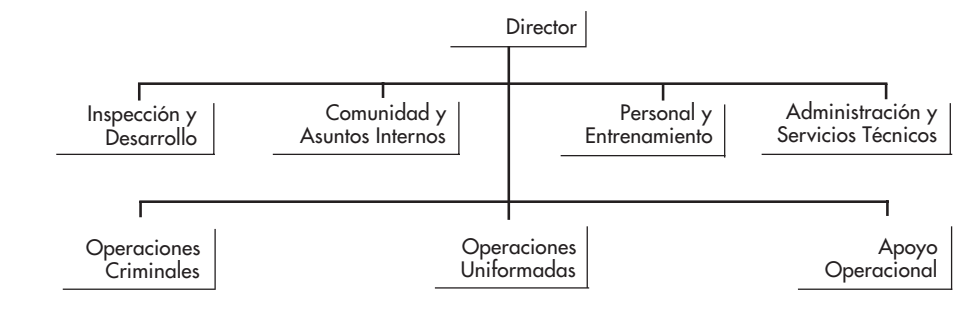 Director
Inspección y
Desarrollo
Comunidad y
Asuntos Internos
Personal y
Entrenamiento
Administración y
Servicios Técnicos
Operaciones
Criminales
Operaciones
Uniformadas
Apoyo
Operacional